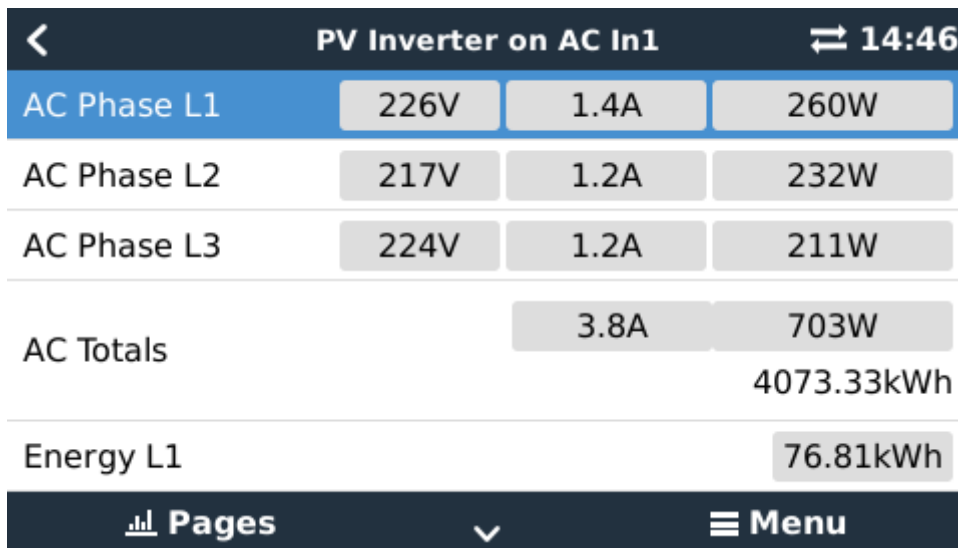 PV Inverter on AC In1 14:46
AC Phase L1 226V 1.4A 260W
AC Phase L2 217V 1.2A 232W
AC Phase L3 224V 1.2A 211W
AC Totals 3.8A 703W
4073.33kWh
Energy L1 76.81kWh
Pages Menu